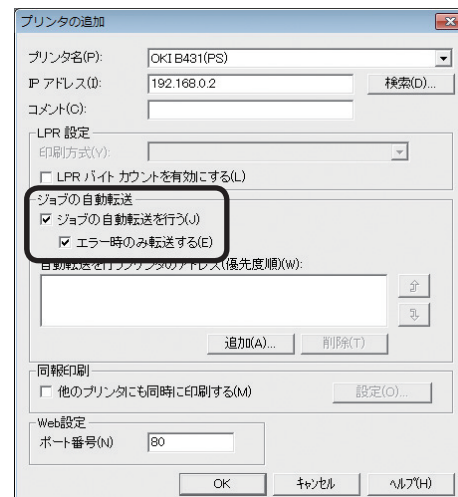 プリンタの追加
プリンタ名(P): OKI B431(PS)
IP アドレス(I): 192.168.0.2 検索(D)...
コメント(C):
LPR 設定
印刷方式(Y):
LPR バイト カウントを有効にする(L)
ジョブの自動転送
ジョブの自動転送を行う(J)
エラー時のみ転送する(E)
自動転送を行うプリンタのアドレス(優先度順)(W):
追加(A)... 削除(T)
同報印刷
他のプリンタにも同時に印刷する(M) 設定(O)...
Web設定
ポート番号(N) 80
OK キャンセル ヘルプ(H)